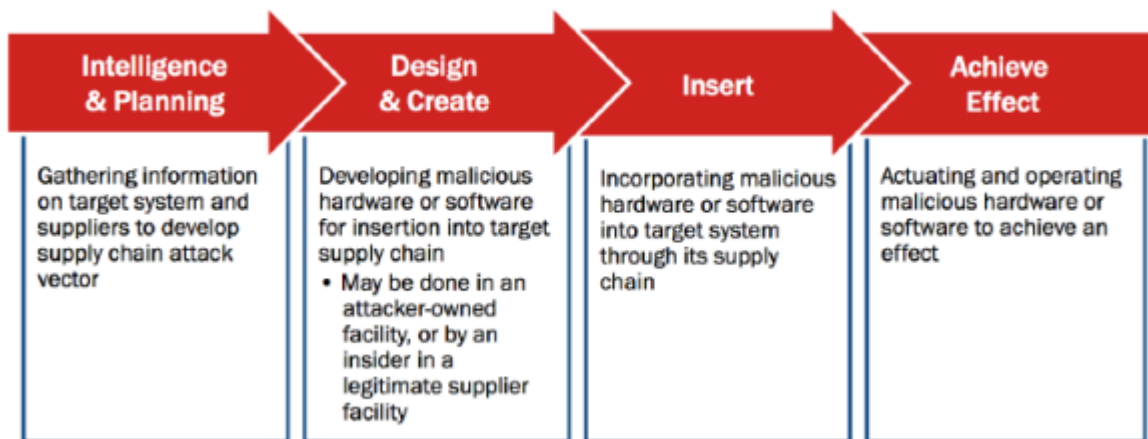 Intelligence
& Planning
Design
& Create
Insert
Achieve
Effect
Gathering information
on target system and
suppliers to develop
supply chain attack
vector
Developing malicious
hardware or software
for insertion into target
supply chain
• May be done in an
attacker-owned
facility, or by an
insider in a
legitimate supplier
facility
Incorporating malicious
hardware or software
into target system
through its supply
chain
Actuating and operating
malicious hardware or
software to achieve an
effect